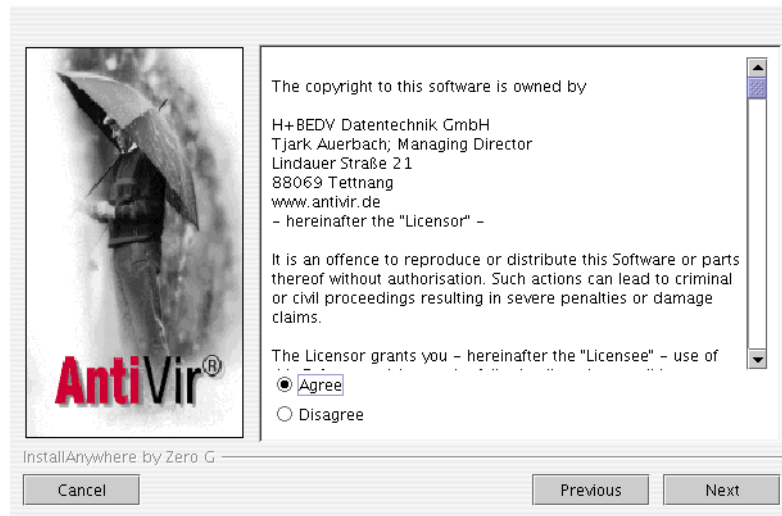 The copyright to this software is owned by
H+BEDV Datentechnik GmbH
Tjark Auerbach; Managing Director
Lindauer Straße 21
88069 Tettnang
www.antivir.de
– hereinafter the "Licensor" –
It is an offence to reproduce or distribute this Software or parts
thereof without authorisation. Such actions can lead to criminal
or civil proceedings resulting in severe penalties or damage
claims.
The Licensor grants you – hereinafter the "Licensee" – use of
Agree
Disagree
AntiVir®
InstallAnywhere by Zero G
Cancel
Previous
Next